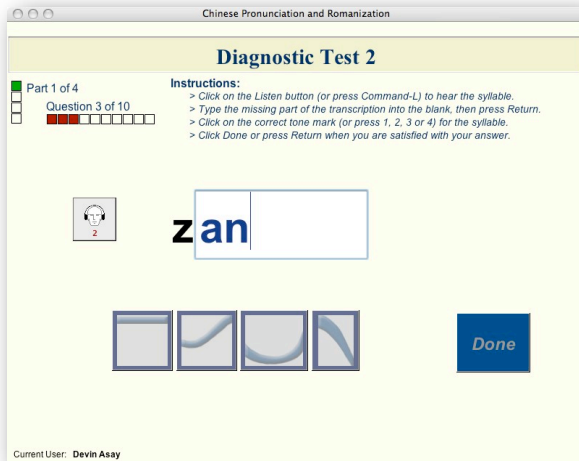 Chinese Pronunciation and Romanization
Diagnostic Test 2
Part 1 of 4
Question 3 of 10
Instructions:
> Click on the Listen button (or press Command-L) to hear the syllable.
> Type the missing part of the transcription into the blank, then press Return.
> Click on the correct tone mark (or press 1, 2, 3 or 4) for the syllable.
> Click Done or press Return when you are satisfied with your answer.
2
zan
Done
Current User: Devin Asay